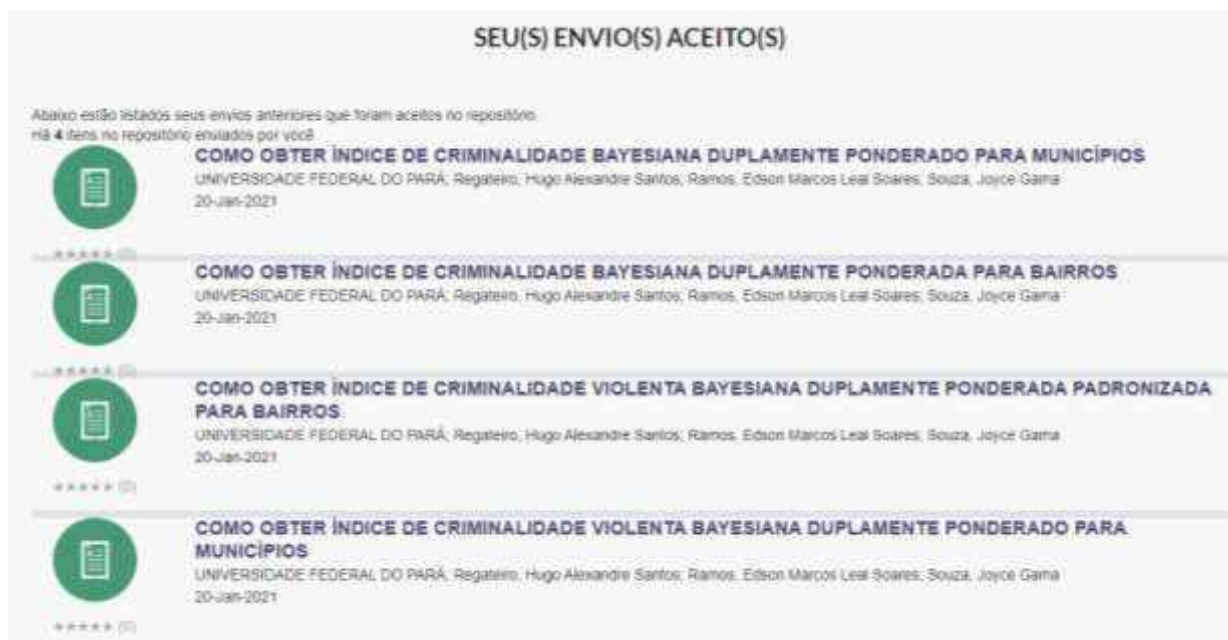 SEU(S) ENVIO(S) ACEITO(S)
Abaixo estão listados seus envios anteriores que foram aceitos no repositório.
Há 4 itens no repositório enviados por você
COMO OBTER ÍNDICE DE CRIMINALIDADE BAYESIANA DUPLAMENTE PONDERADO PARA MUNICÍPIOS
UNIVERSIDADE FEDERAL DO PARÁ; Regateiro, Hugo Alexandre Santos; Ramos, Edson Marcos Leal Soares; Souza, Joyce Gama
20-Jan-2021
★★★★★ (0)
COMO OBTER ÍNDICE DE CRIMINALIDADE BAYESIANA DUPLAMENTE PONDERADA PARA BAIRROS
UNIVERSIDADE FEDERAL DO PARÁ; Regateiro, Hugo Alexandre Santos; Ramos, Edson Marcos Leal Soares; Souza, Joyce Gama
20-Jan-2021
★★★★★ (0)
COMO OBTER ÍNDICE DE CRIMINALIDADE VIOLENTA BAYESIANA DUPLAMENTE PONDERADA PADRONIZADA
PARA BAIRROS
UNIVERSIDADE FEDERAL DO PARÁ; Regateiro, Hugo Alexandre Santos; Ramos, Edson Marcos Leal Soares; Souza, Joyce Gama
20-Jan-2021
★★★★★ (0)
COMO OBTER ÍNDICE DE CRIMINALIDADE VIOLENTA BAYESIANA DUPLAMENTE PONDERADO PARA
MUNICÍPIOS
UNIVERSIDADE FEDERAL DO PARÁ; Regateiro, Hugo Alexandre Santos; Ramos, Edson Marcos Leal Soares; Souza, Joyce Gama
20-Jan-2021
★★★★★ (0)